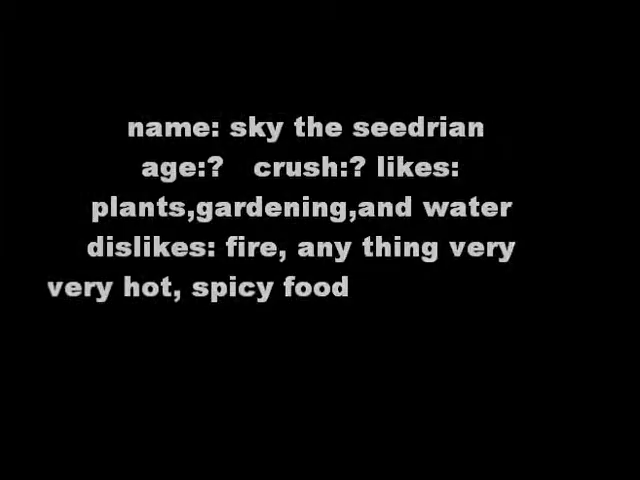 name: sky the seedrian
age:? crush:? likes:
plants,gardening,and water
dislikes: fire, any thing very
very hot, spicy food